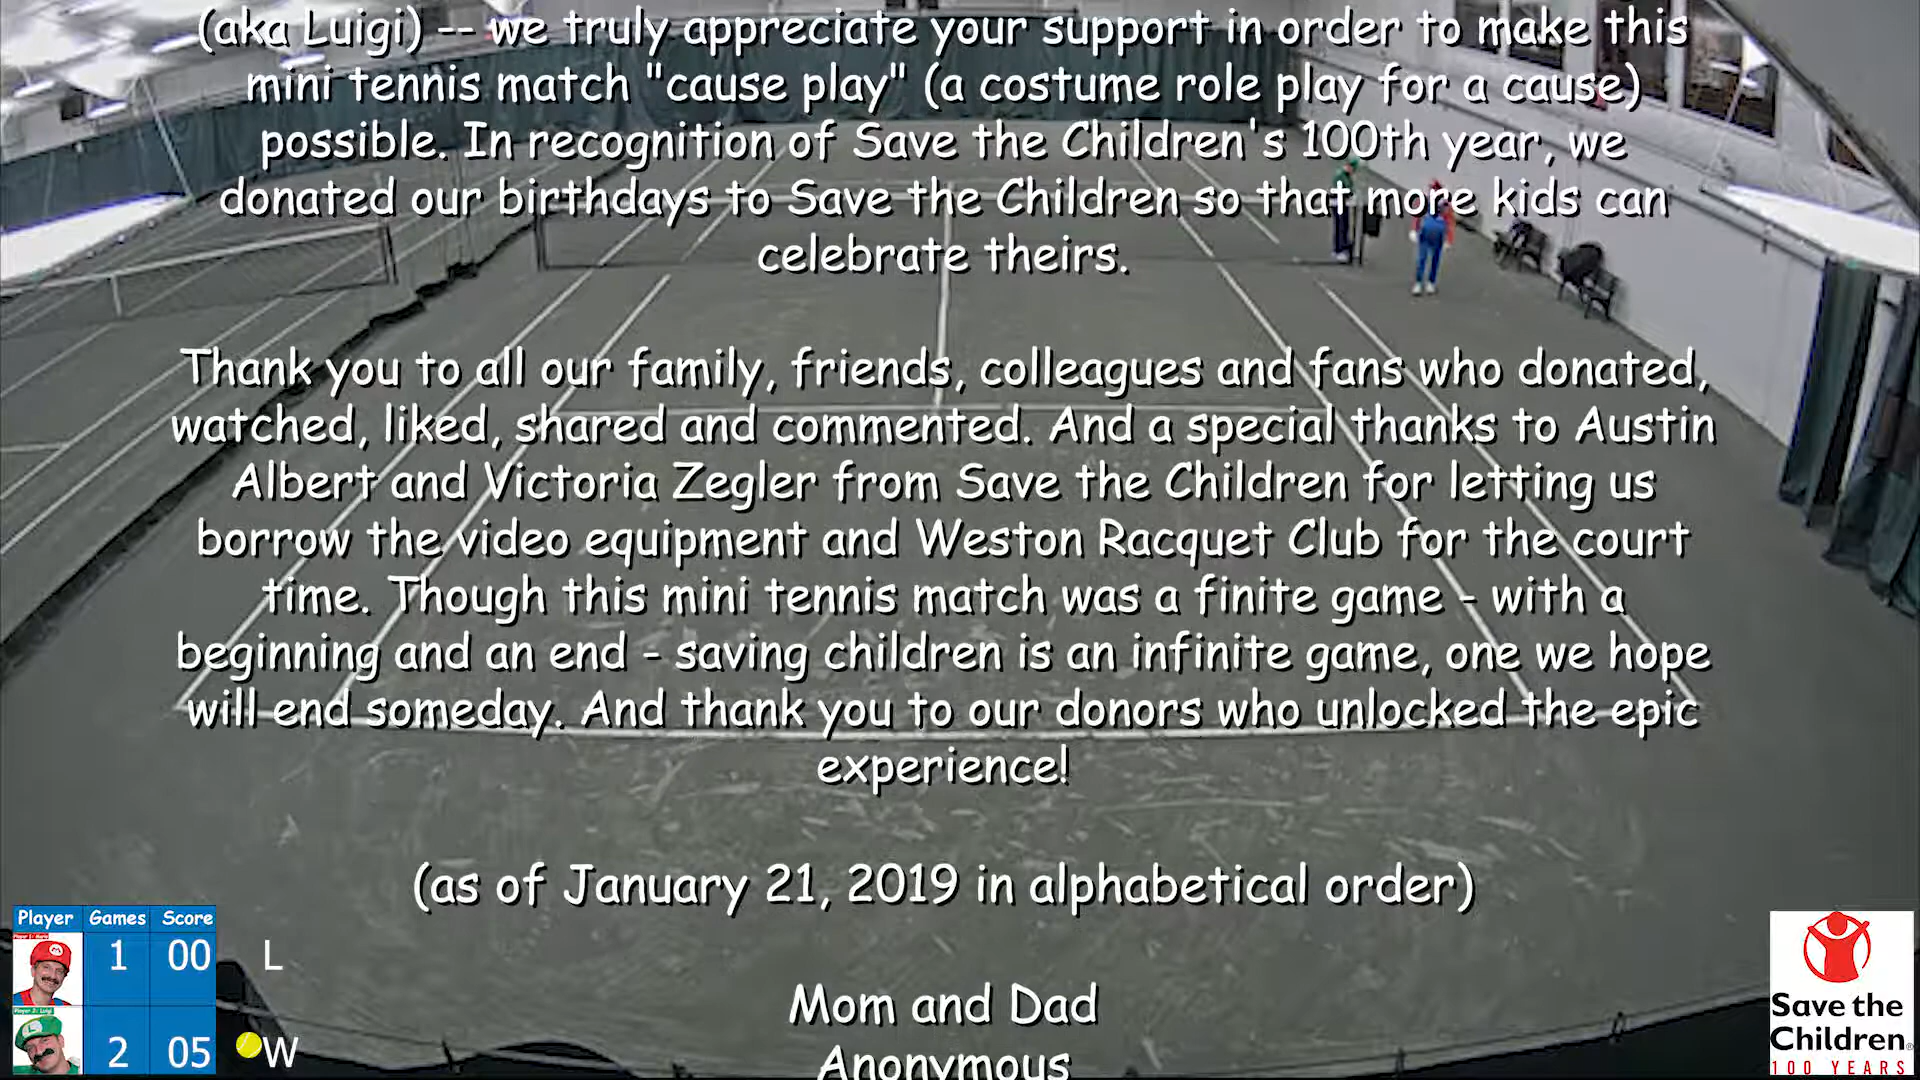 (aka Luigi) -- we truly appreciate your support in order to make this
mini tennis match "cause play" (a costume role play for a cause)
possible. In recognition of Save the Children's 100th year, we
donated our birthdays to Save the Children so that more kids can
celebrate theirs.
Thank you to all our family, friends, colleagues and fans who donated,
watched, liked, shared and commented. And a special thanks to Austin
Albert and Victoria Zegler from Save the Children for letting us
borrow the video equipment and Weston Racquet Club for the court
time. Though this mini tennis match was a finite game - with a
beginning and an end - saving children is an infinite game, one we hope
will end someday. And thank you to our donors who unlocked the epic
experience!
(as of January 21, 2019 in alphabetical order)
Mom and Dad
Anonymous
Player Games Score
Player 1: Mario
M
1 00 L
Player 2: Luigi
L
2 05 W
Save the
Children®
100 YEARS